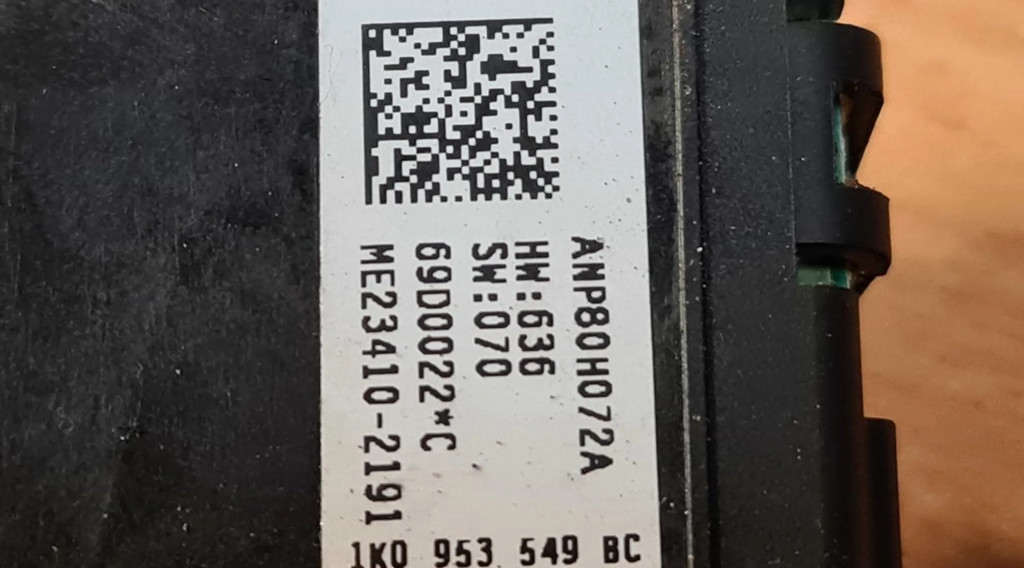 ANP80H072A
HW:636
SW:070
69D0022*C
ME23410-2191
1K0 953 549 BC